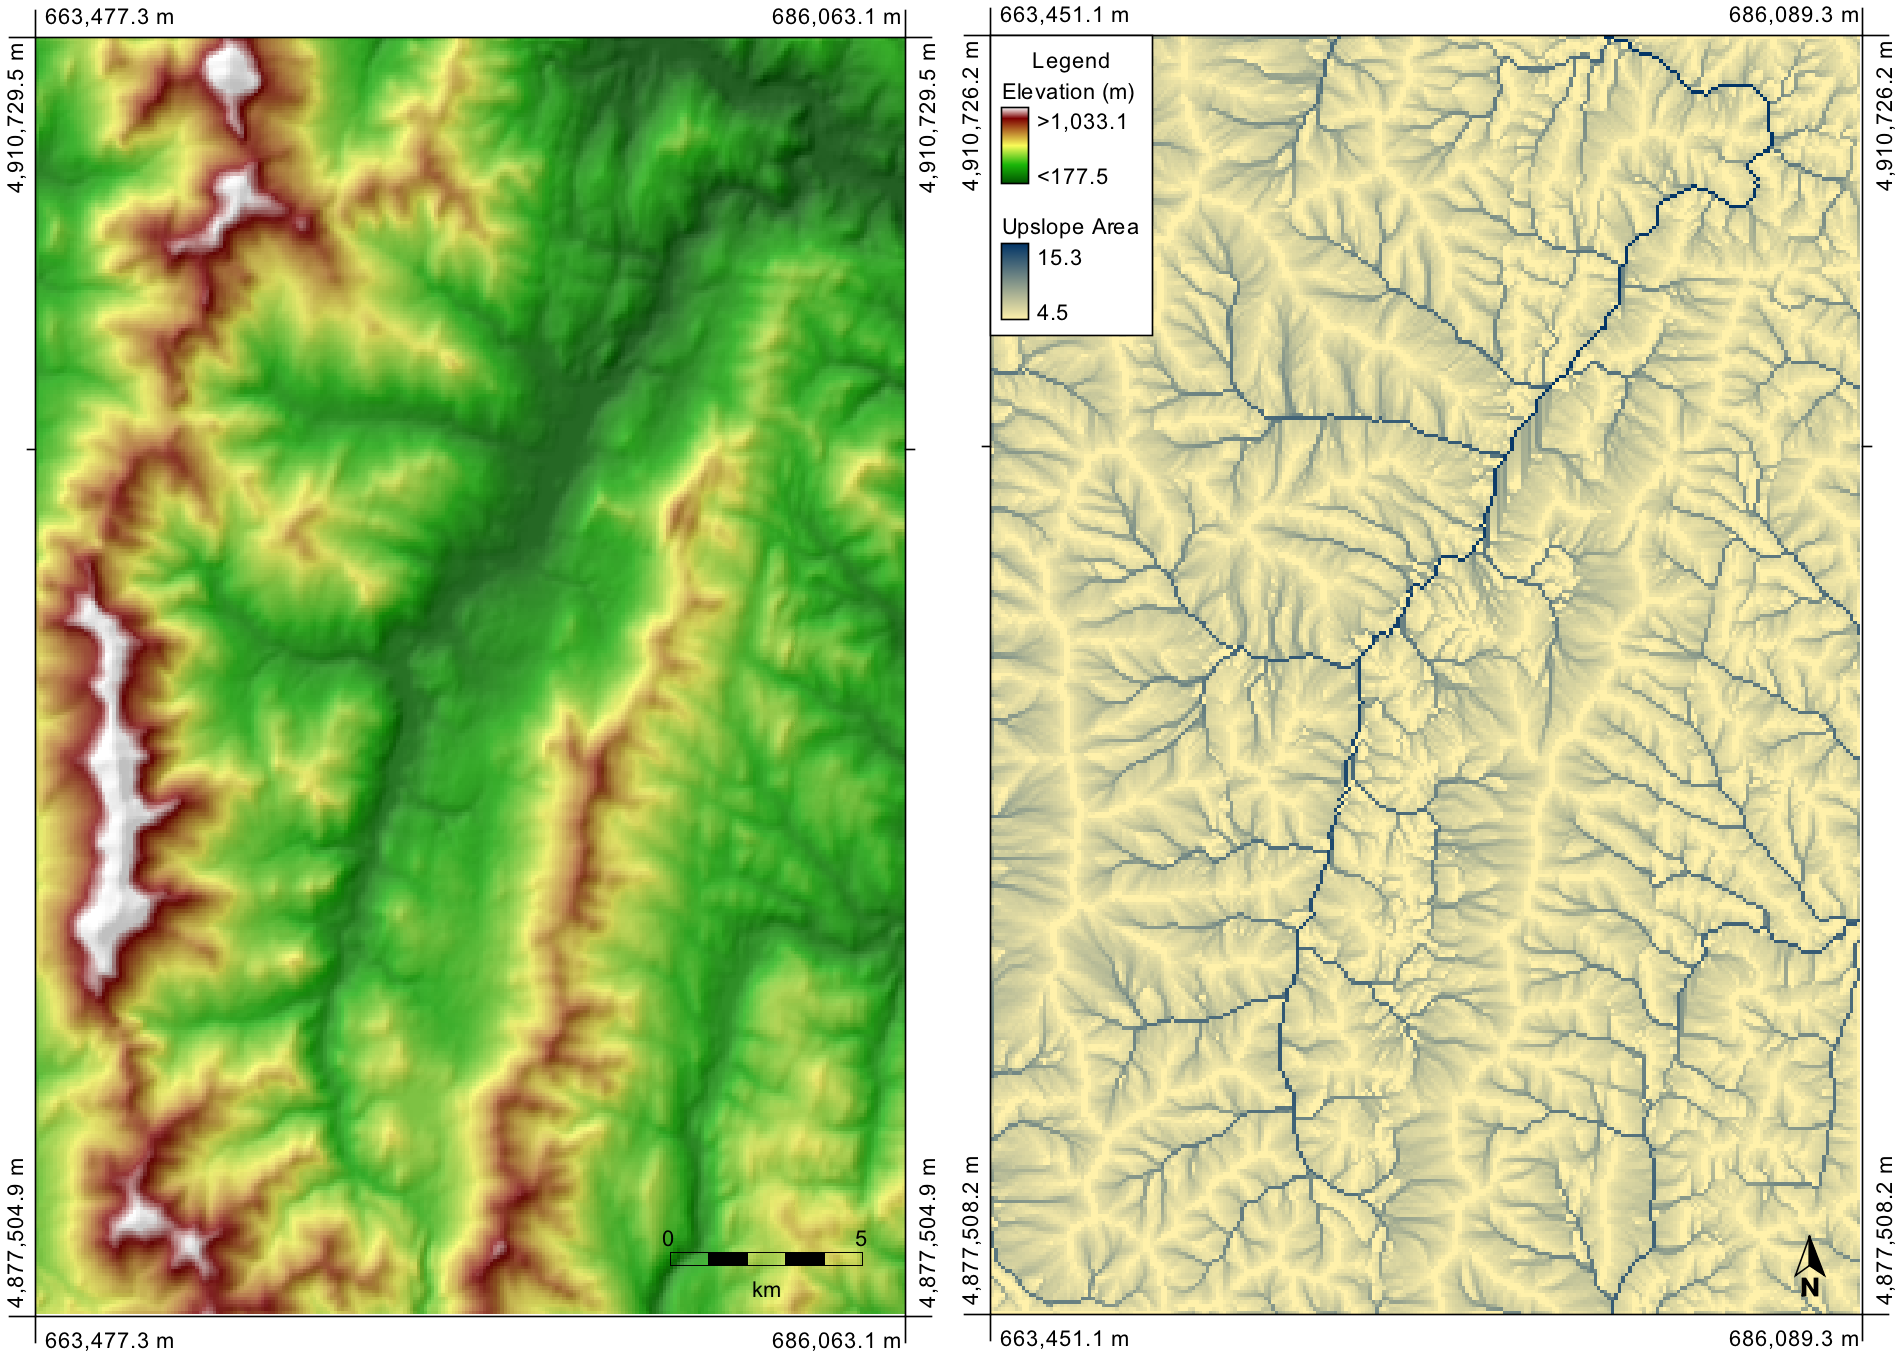 663,477.3 m
686,063.1 m
663,451.1 m
686,089.3 m
4,910,729.5 m
4,910,729.5 m
4,910,726.2 m
4,910,726.2 m
Legend
Elevation (m)
>1,033.1
<177.5
Upslope Area
15.3
4.5
4,877,504.9 m
4,877,504.9 m
4,877,508.2 m
4,877,508.2 m
0 5
km
N
663,477.3 m
686,063.1 m
663,451.1 m
686,089.3 m